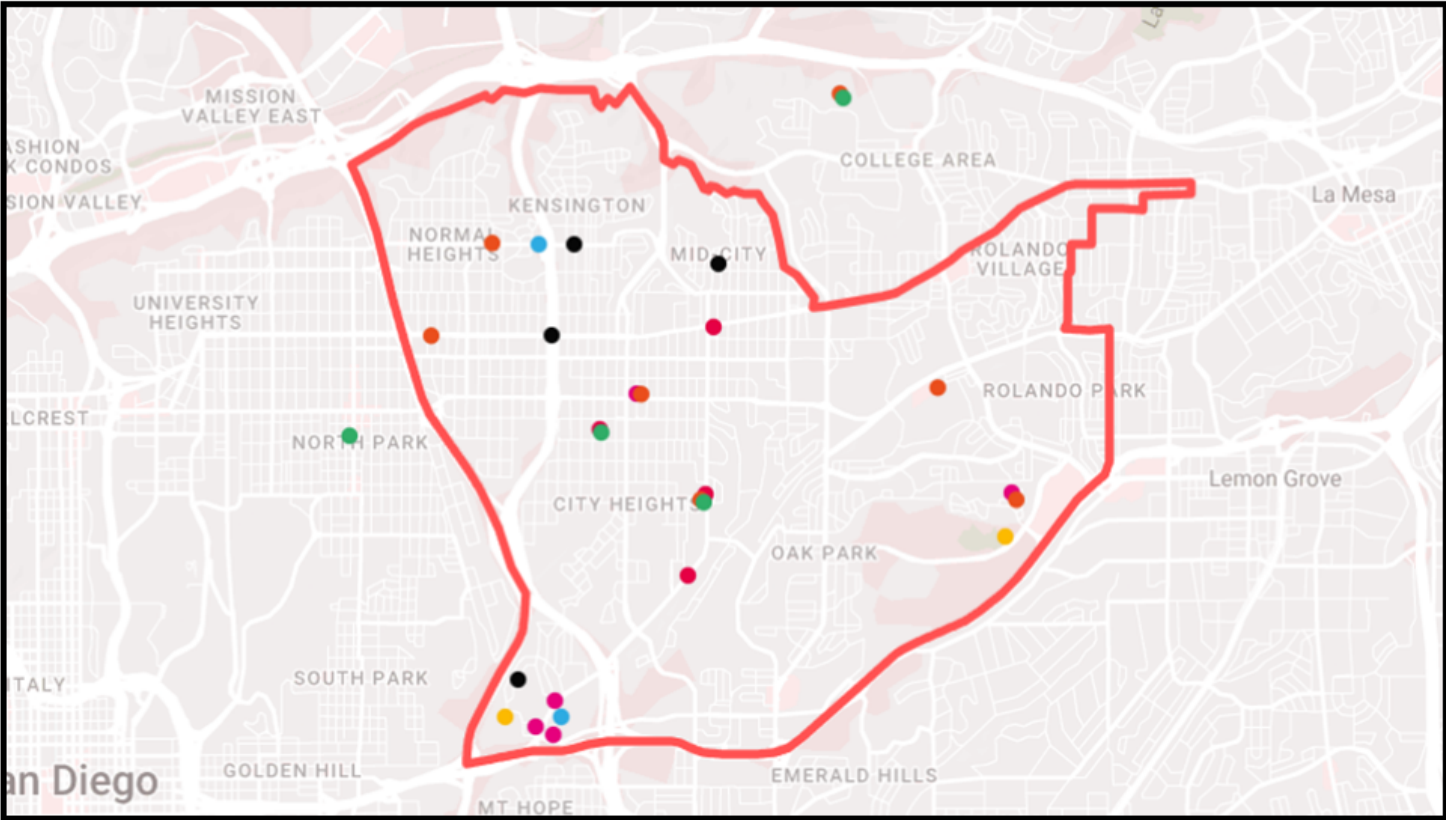 La
MISSION
VALLEY EAST
ASHION
K CONDOS
COLLEGE AREA
La Mesa
SION VALLEY
KENSINGTON
NORMAL
HEIGHTS
MID-CITY
ROLANDO
VILLAGE
UNIVERSITY
HEIGHTS
ROLANDO PARK
LLCREST
NORTH PARK
Lemon Grove
CITY HEIGHTS
OAK PARK
SOUTH PARK
ITALY
GOLDEN HILL
EMERALD HILLS
an Diego
MT HOPE